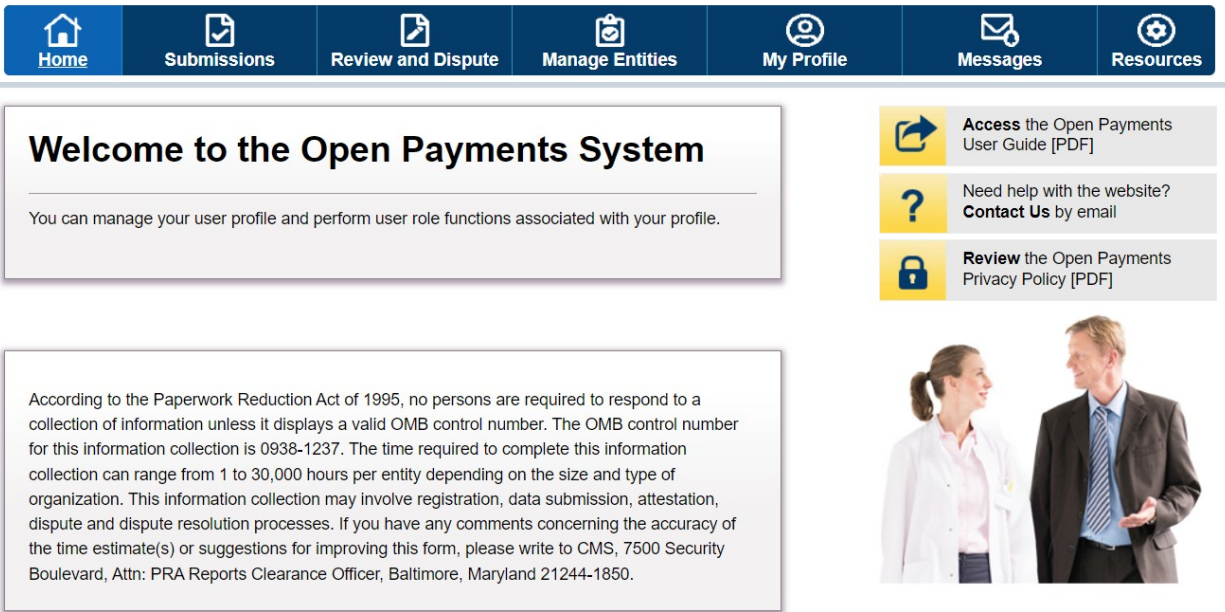 Home
Submissions
Review and Dispute
Manage Entities
My Profile
Messages
Resources
Welcome to the Open Payments System
You can manage your user profile and perform user role functions associated with your profile.
Access the Open Payments
User Guide [PDF]
Need help with the website?
Contact Us by email
Review the Open Payments
Privacy Policy [PDF]
According to the Paperwork Reduction Act of 1995, no persons are required to respond to a
collection of information unless it displays a valid OMB control number. The OMB control number
for this information collection is 0938-1237. The time required to complete this information
collection can range from 1 to 30,000 hours per entity depending on the size and type of
organization. This information collection may involve registration, data submission, attestation,
dispute and dispute resolution processes. If you have any comments concerning the accuracy of
the time estimate(s) or suggestions for improving this form, please write to CMS, 7500 Security
Boulevard, Attn: PRA Reports Clearance Officer, Baltimore, Maryland 21244-1850.